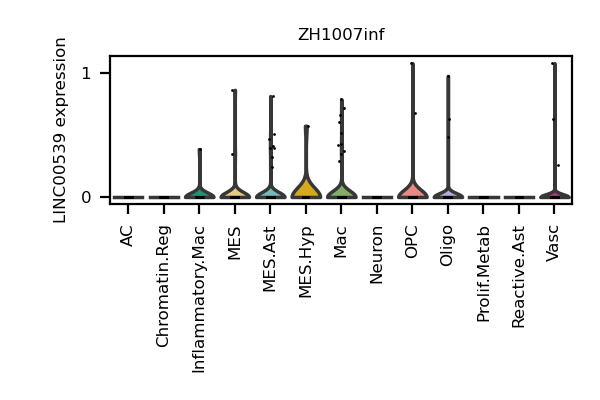 ZH1007inf
LINC00539 expression
1
0
AC
Chromatin.Reg
Inflammatory.Mac
MES
MES.Ast
MES.Hyp
Mac
Neuron
OPC
Oligo
Prolif.Metab
Reactive.Ast
Vasc